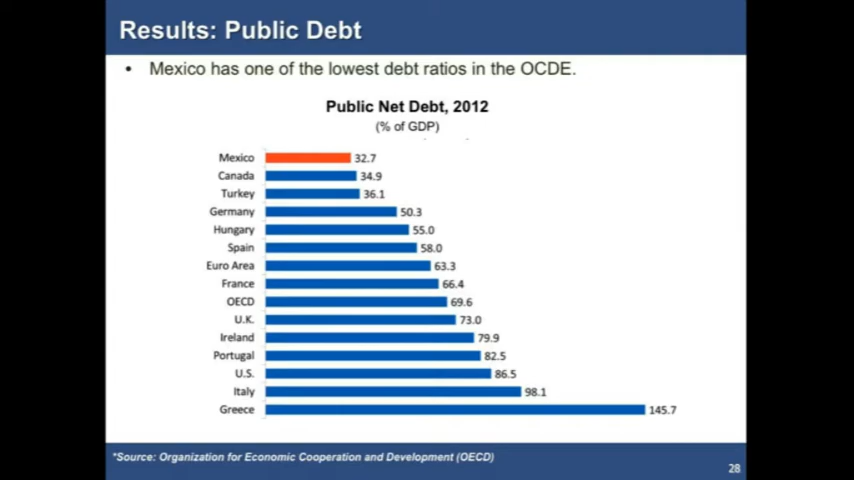 Results: Public Debt
• Mexico has one of the lowest debt ratios in the OCDE.
Public Net Debt, 2012
(% of GDP)
Mexico 32.7
Canada 34.9
Turkey 36.1
Germany 50.3
Hungary 55.0
Spain 58.0
Euro Area 63.3
France 66.4
OECD 69.6
U.K. 73.0
Ireland 79.9
Portugal 82.5
U.S. 86.5
Italy 98.1
Greece 145.7
*Source: Organization for Economic Cooperation and Development (OECD)
28